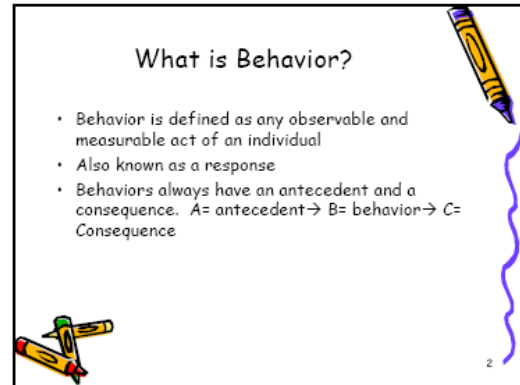 What is Behavior?
• Behavior is defined as any observable and
measurable act of an individual
• Also known as a response
• Behaviors always have an antecedent and a
consequence. A= antecedent→ B= behavior→ C=
Consequence
2